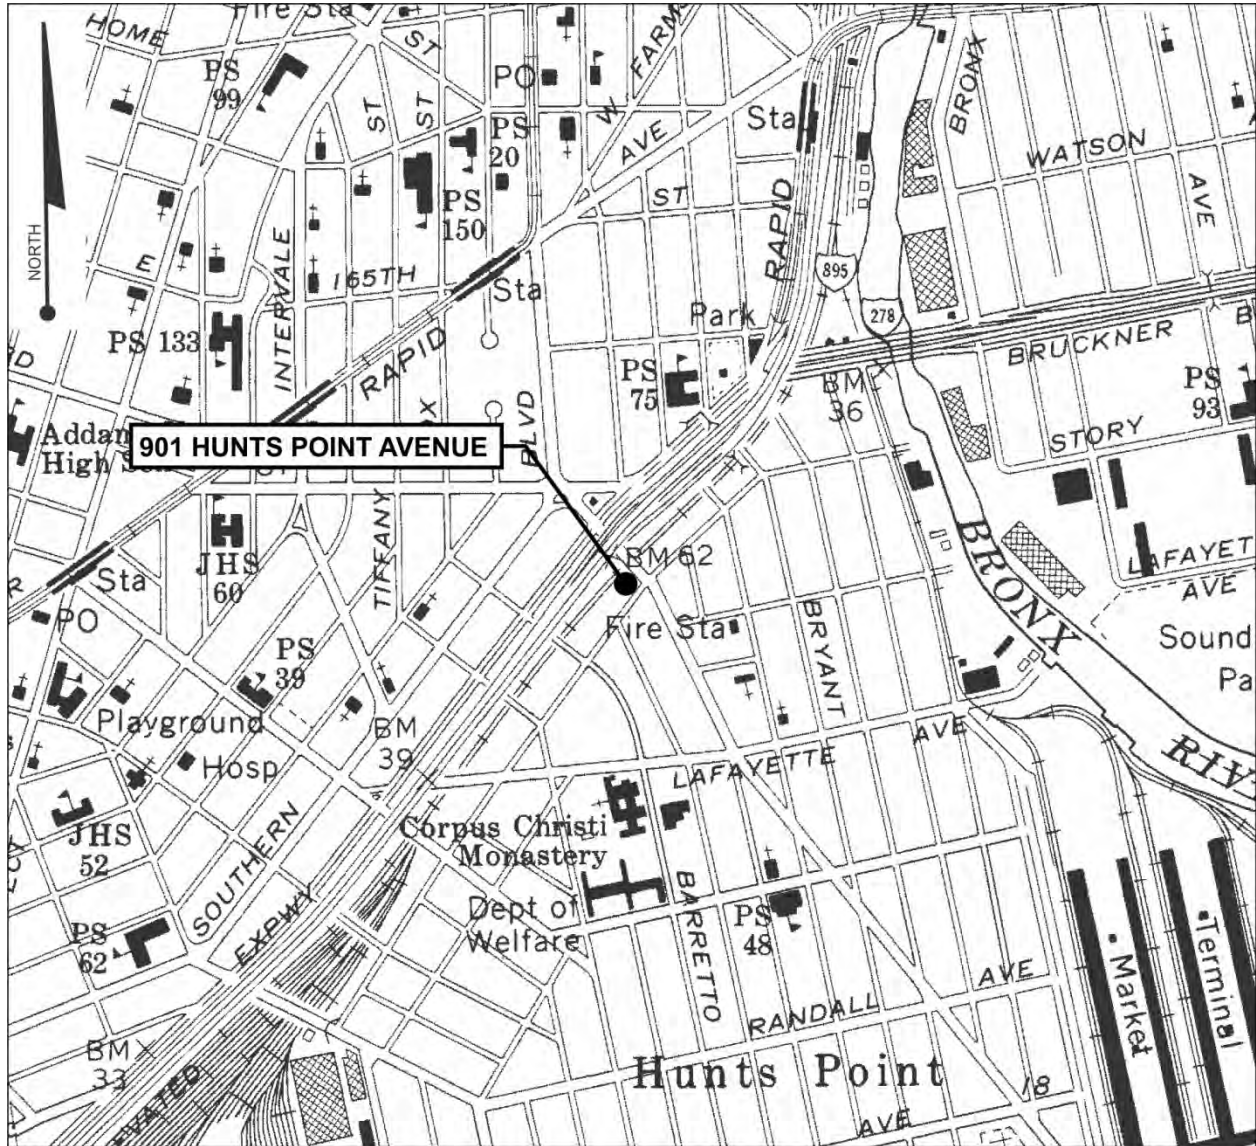 Fire Sta
HOME
ST
PS
99
PO
W FARM
BRONX
ST
ST
PS
20
AVE
Sta
WATSON
AVE
PS
150
ST
RAPID
NORTH
E
165TH
INTERVALE
Sta
895
278
Park
PS 133
RAPID
BRUCKNER
PS
75
BM
36
PS
93
BLVD
STORY
High
901 HUNTS POINT AVENUE
TIFFANY
JHS
60
Sta
PO
BM 62
BRONX
LAFAYET
AVE
Fire Sta
BRYANT
Sound
Pa
PS
39
Playground
Hosp
BM
39
LAFAYETTE
AVE
RIV
JHS
52
SOUTHERN
EXPWY
Corpus Christi
Monastery
Dept of
Welfare
BARRETTO
PS
48
PS
62
Market
Terminal
AVE
RANDALL
Hunts Point
BM
33
18
AVE